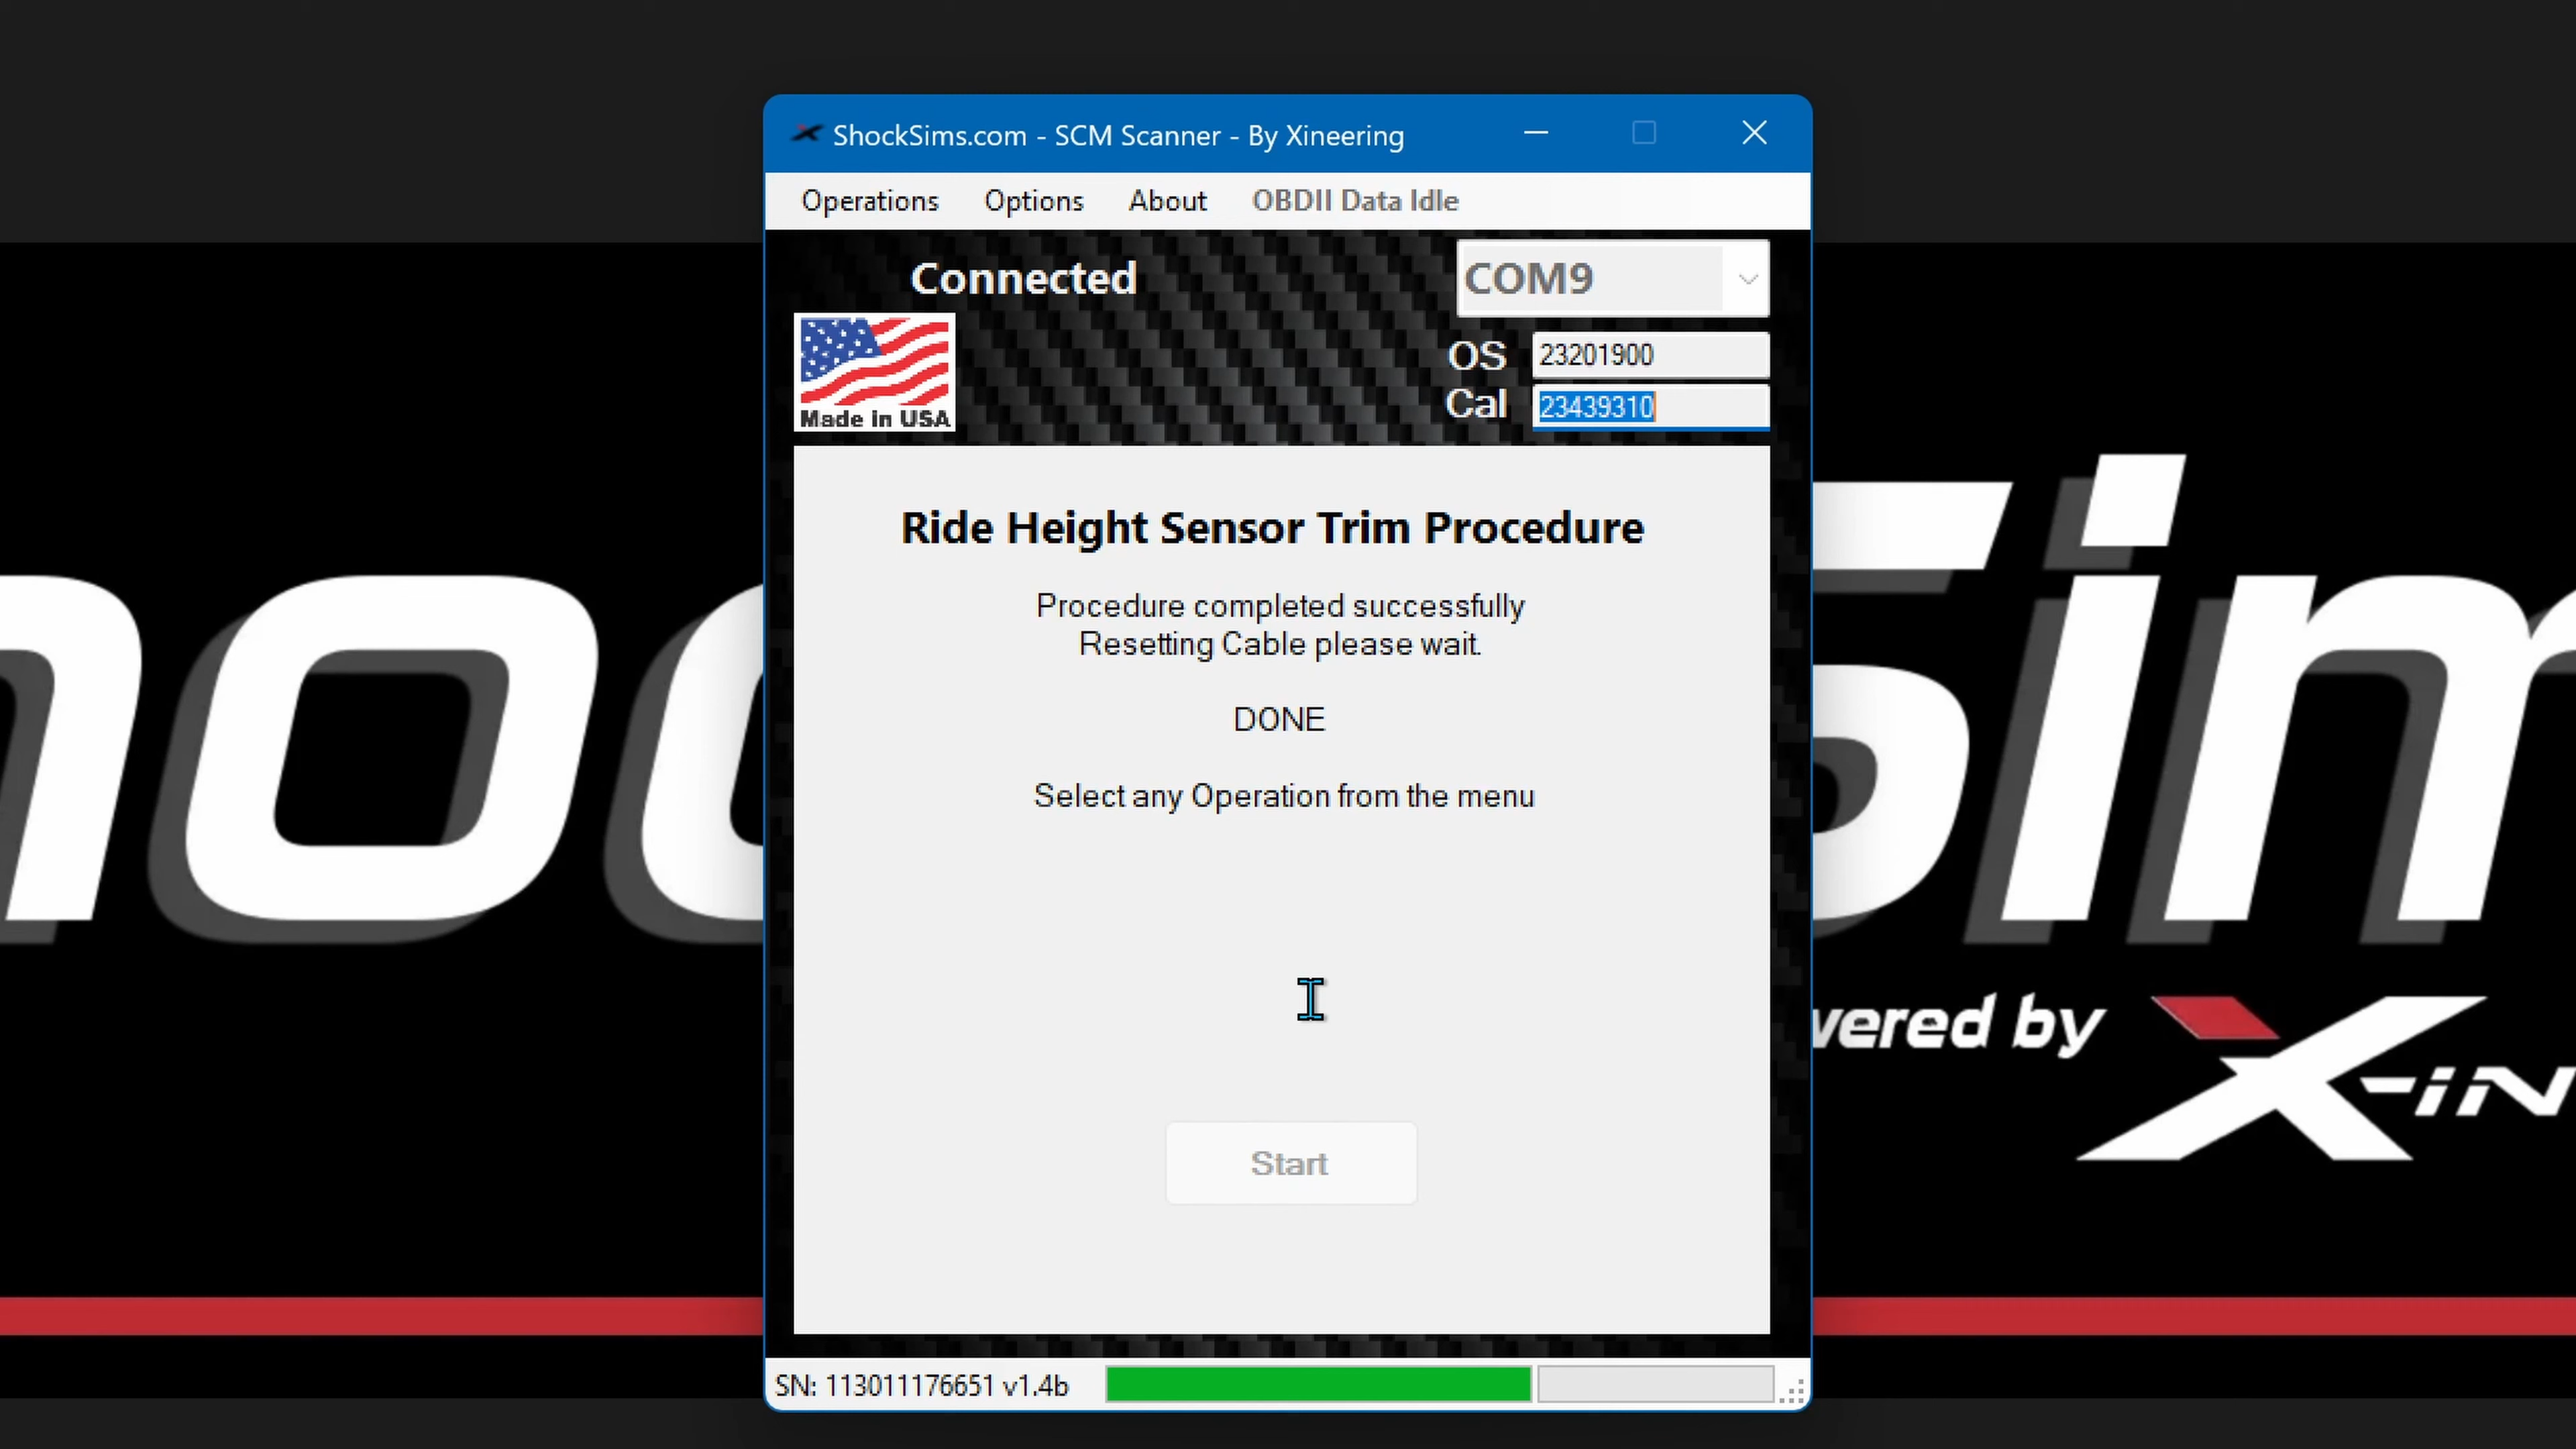 ShockSims.com - SCM Scanner - By Xineering
Operations Options About OBDII Data Idle
Connected
COM9
OS 23201900
Cal 23439310
Made in USA
Ride Height Sensor Trim Procedure
Procedure completed successfully
Resetting Cable please wait.
DONE
Select any Operation from the menu
Start
SN: 113011176651 v1.4b
Sim
by